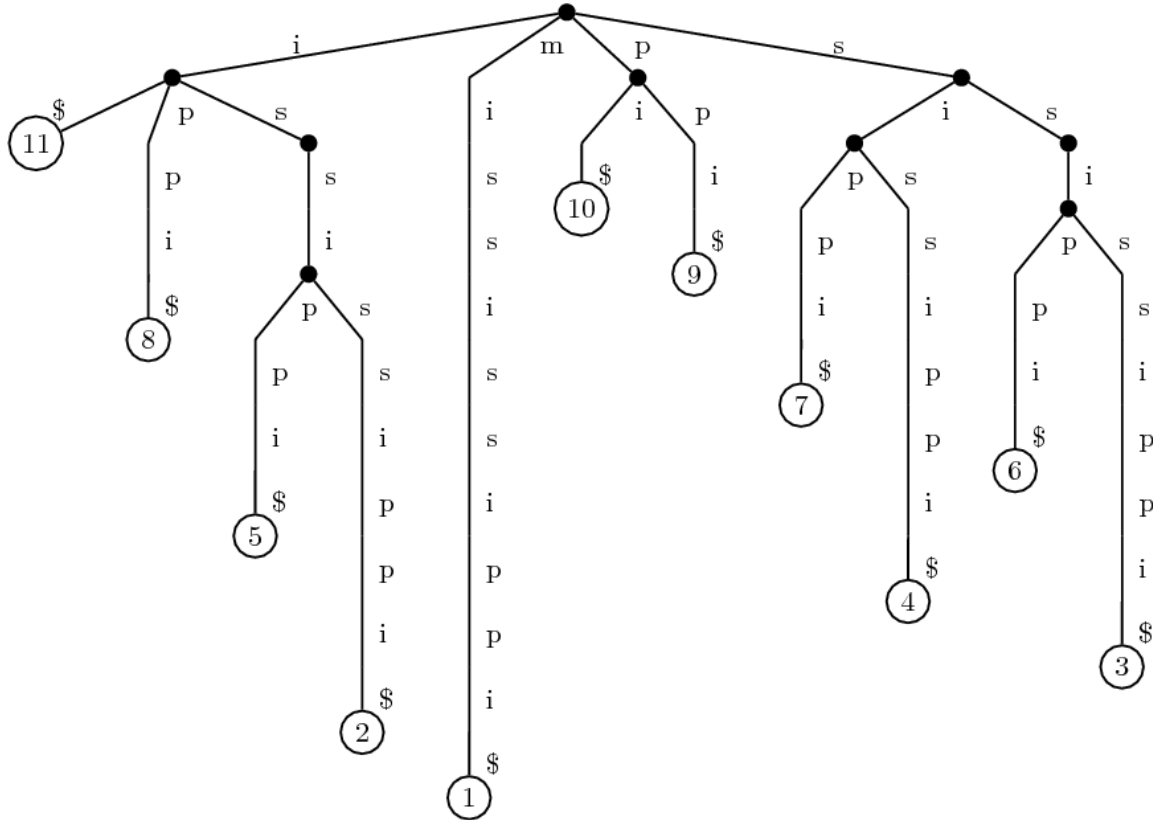 i m p s
$ p s i i p i s
11
p s s i $ i p s i
10
i i s $ p s p s
9
p s i $ i s i p s
8
p s s $ p i i
7
i i s p $
6
$ p i p i
5
p i $
4
i p i $
3
$ i
2
$
1